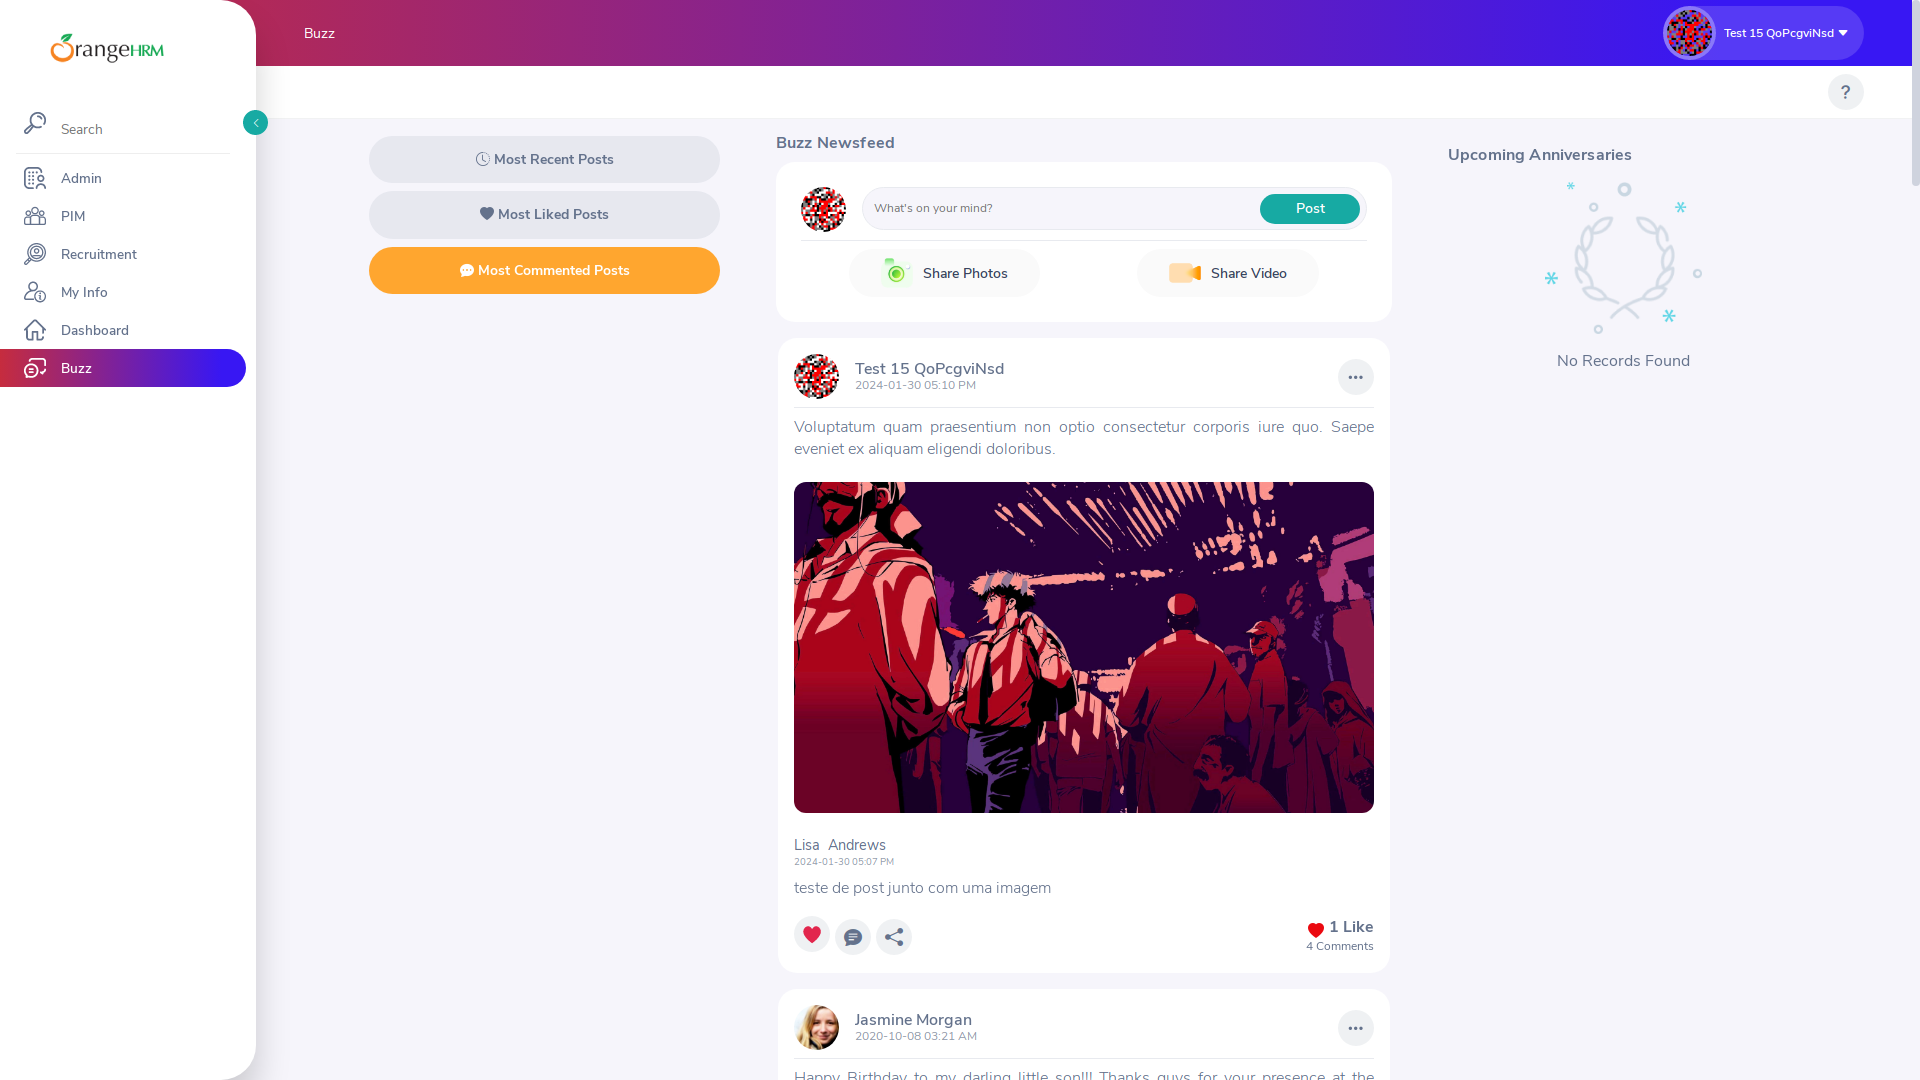 OrangeHRM
Search
Admin
PIM
Recruitment
My Info
Dashboard
Buzz
Buzz
Test 15 QoPcgviNsd
?
Most Recent Posts
Most Liked Posts
Most Commented Posts
Buzz Newsfeed
What's on your mind?
Post
Share Photos
Share Video
Test 15 QoPcgviNsd
2024-01-30 05:10 PM
Voluptatum quam praesentium non optio consectetur corporis iure quo. Saepe
eveniet ex aliquam eligendi doloribus.
Lisa Andrews
2024-01-30 05:07 PM
teste de post junto com uma imagem
1 Like
4 Comments
Jasmine Morgan
2020-10-08 03:21 AM
Happy Birthday to my darling little son!!! Thanks guys for your presence at the
Upcoming Anniversaries
No Records Found